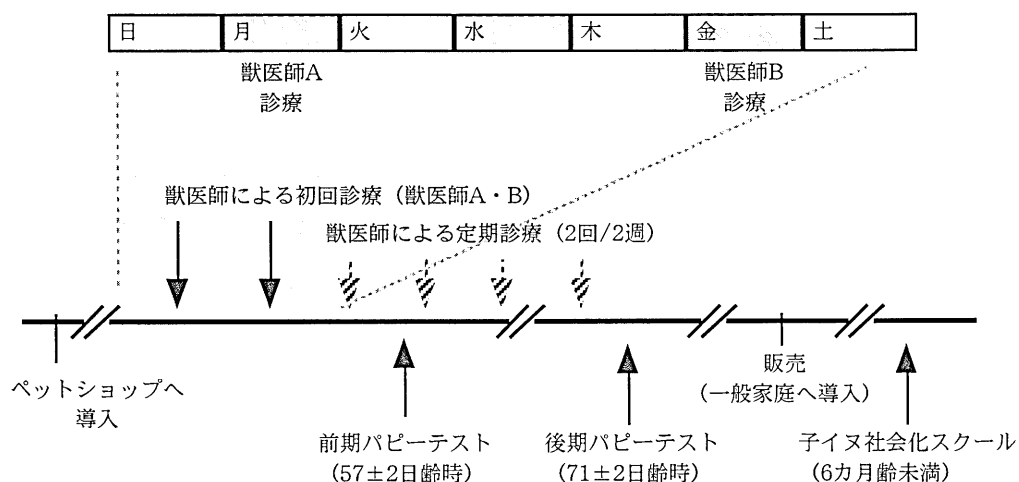 日 月 火 水 木 金 土
獣医師A
診療
獣医師B
診療
獣医師による初回診療（獣医師A・B）
獣医師による定期診療（2回/2週）
ペットショップへ
導入
販売
（一般家庭へ導入）
前期パピーテスト
（57±2日齢時）
後期パピーテスト
（71±2日齢時）
子イヌ社会化スクール
（6カ月齢未満）